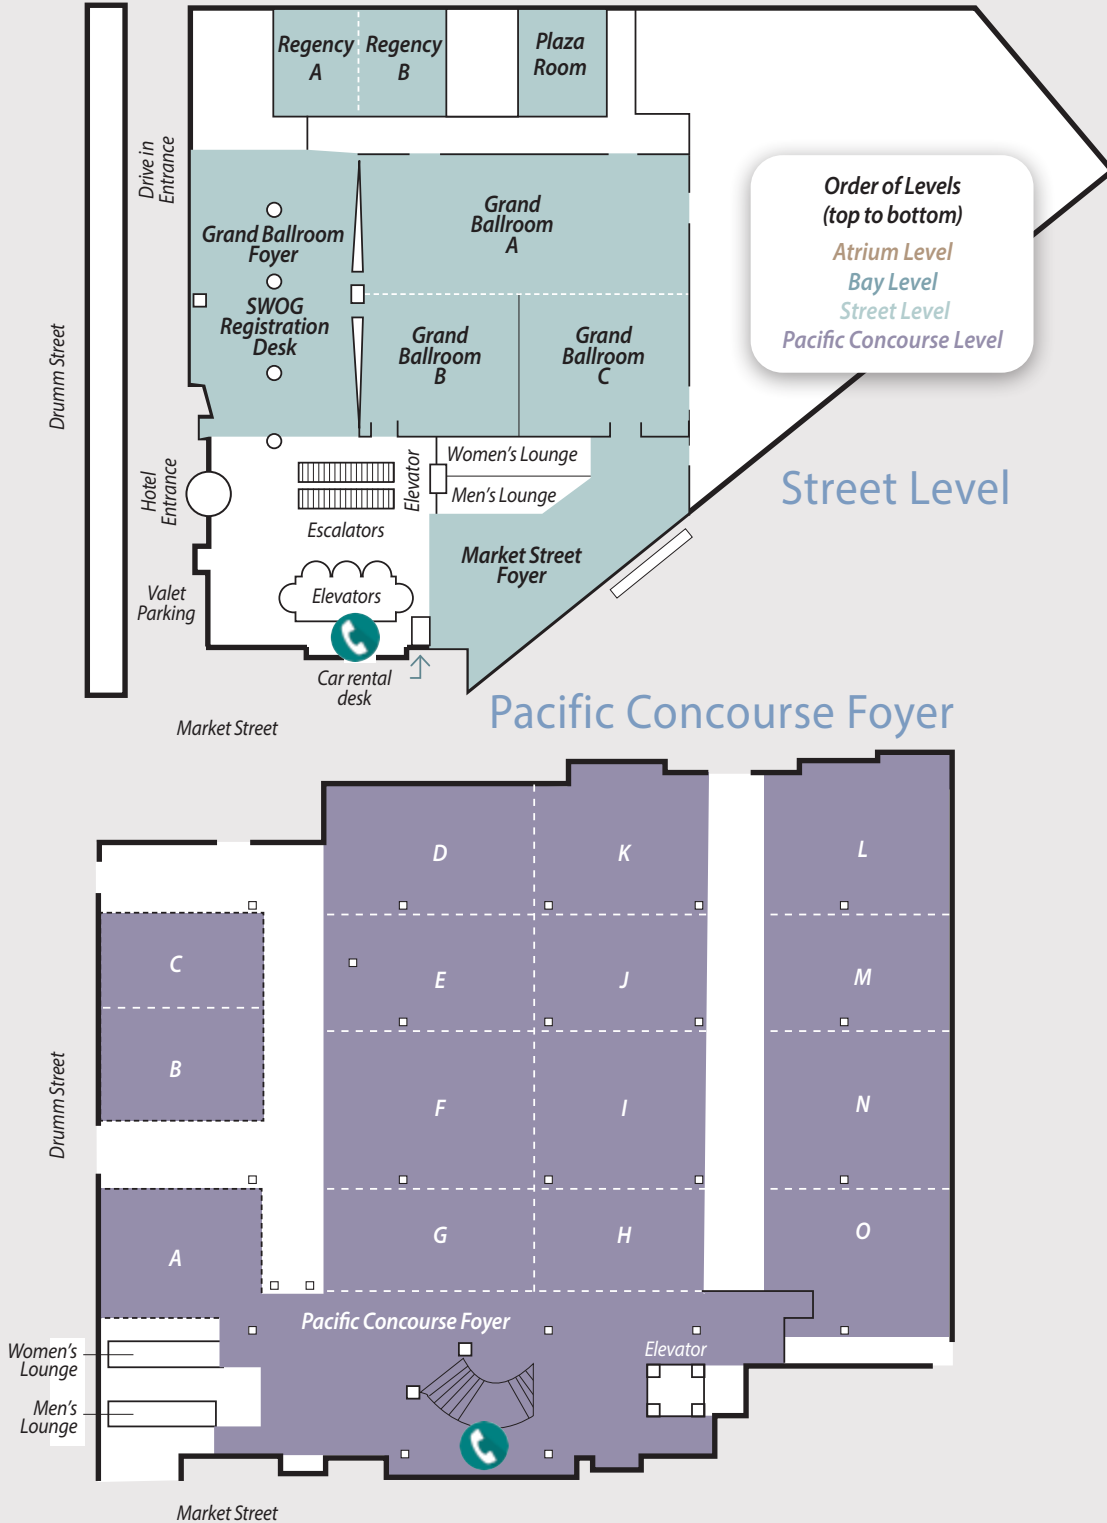 Regency
A
Regency
B
Plaza
Room
Drive in
Entrance
Grand
Ballroom
A
Order of Levels
(top to bottom)
Atrium Level
Bay Level
Street Level
Pacific Concourse Level
Grand Ballroom
Foyer
SWOG
Registration
Desk
Grand
Ballroom
B
Grand
Ballroom
C
Drumm Street
Hotel
Entrance
Escalators
Elevator
Women's Lounge
Men's Lounge
Street Level
Market Street
Foyer
Valet
Parking
Elevators
Car rental
desk
Market Street
Pacific Concourse Foyer
D
K
L
C
E
J
M
B
F
I
N
Drumm Street
A
G
H
O
Pacific Concourse Foyer
Elevator
Women's
Lounge
Men's
Lounge
Market Street